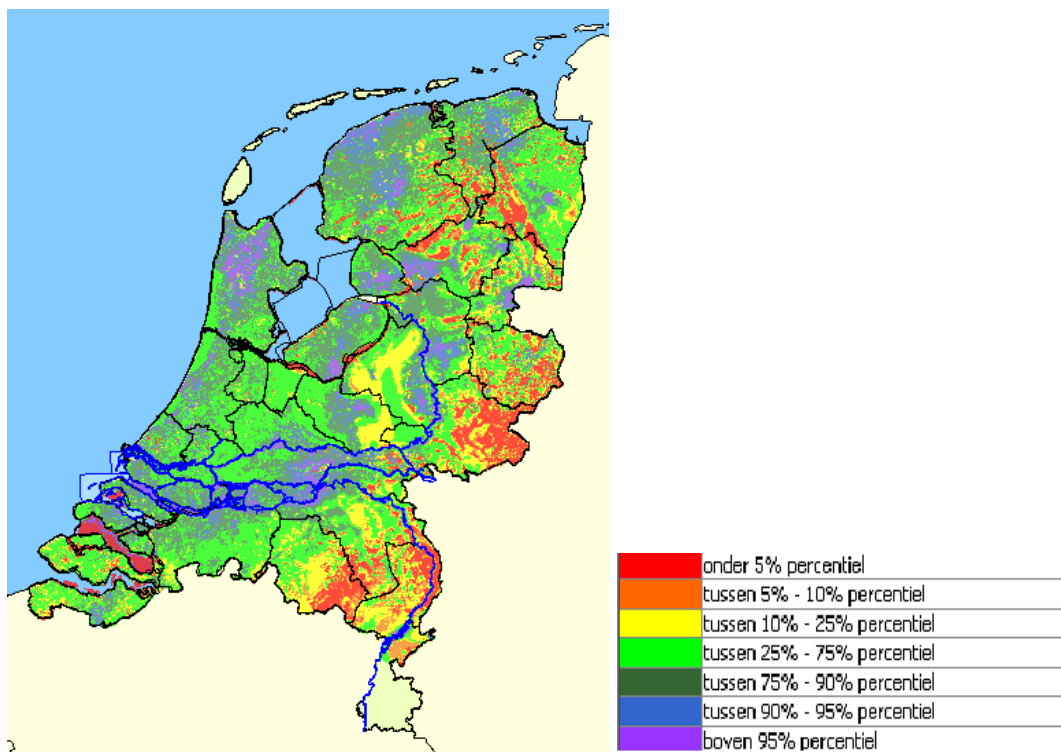 onder 5% percentiel
tussen 5% - 10% percentiel
tussen 10% - 25% percentiel
tussen 25% - 75% percentiel
tussen 75% - 90% percentiel
tussen 90% - 95% percentiel
boven 95% percentiel